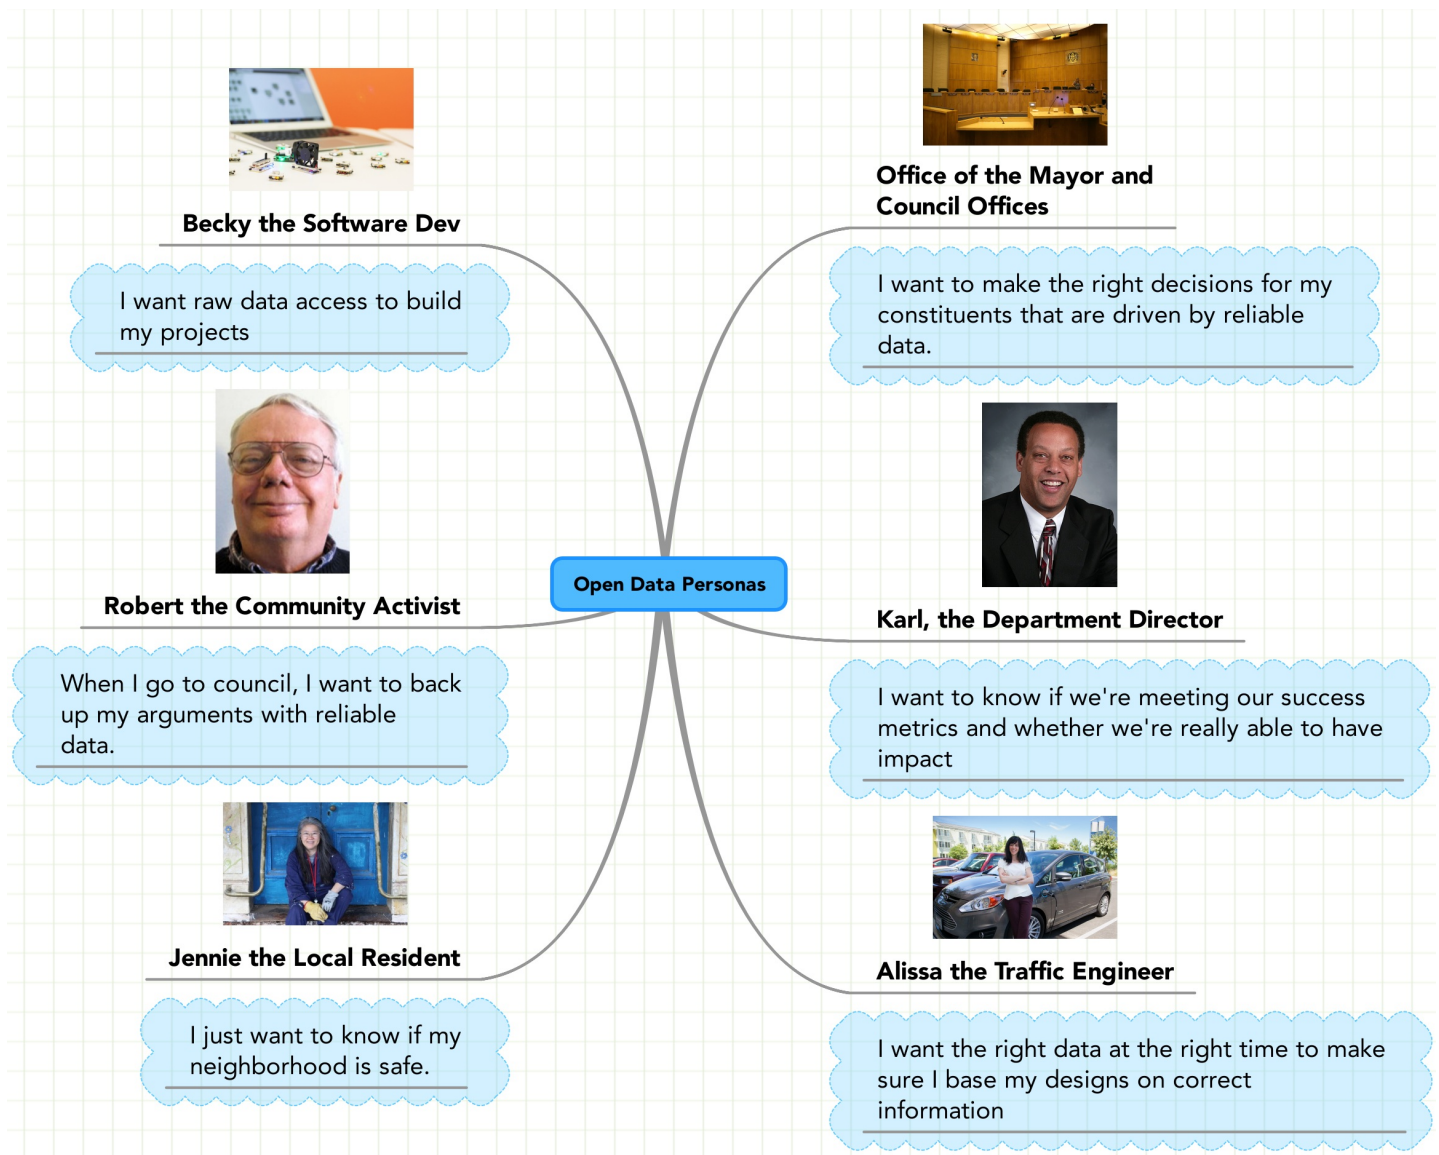 Becky the Software Dev
I want raw data access to build
my projects
Robert the Community Activist
When I go to council, I want to back
up my arguments with reliable
data.
Jennie the Local Resident
I just want to know if my
neighborhood is safe.
Open Data Personas
Office of the Mayor and
Council Offices
I want to make the right decisions for my
constituents that are driven by reliable
data.
Karl, the Department Director
I want to know if we're meeting our success
metrics and whether we're really able to have
impact
Alissa the Traffic Engineer
I want the right data at the right time to make
sure I base my designs on correct
information